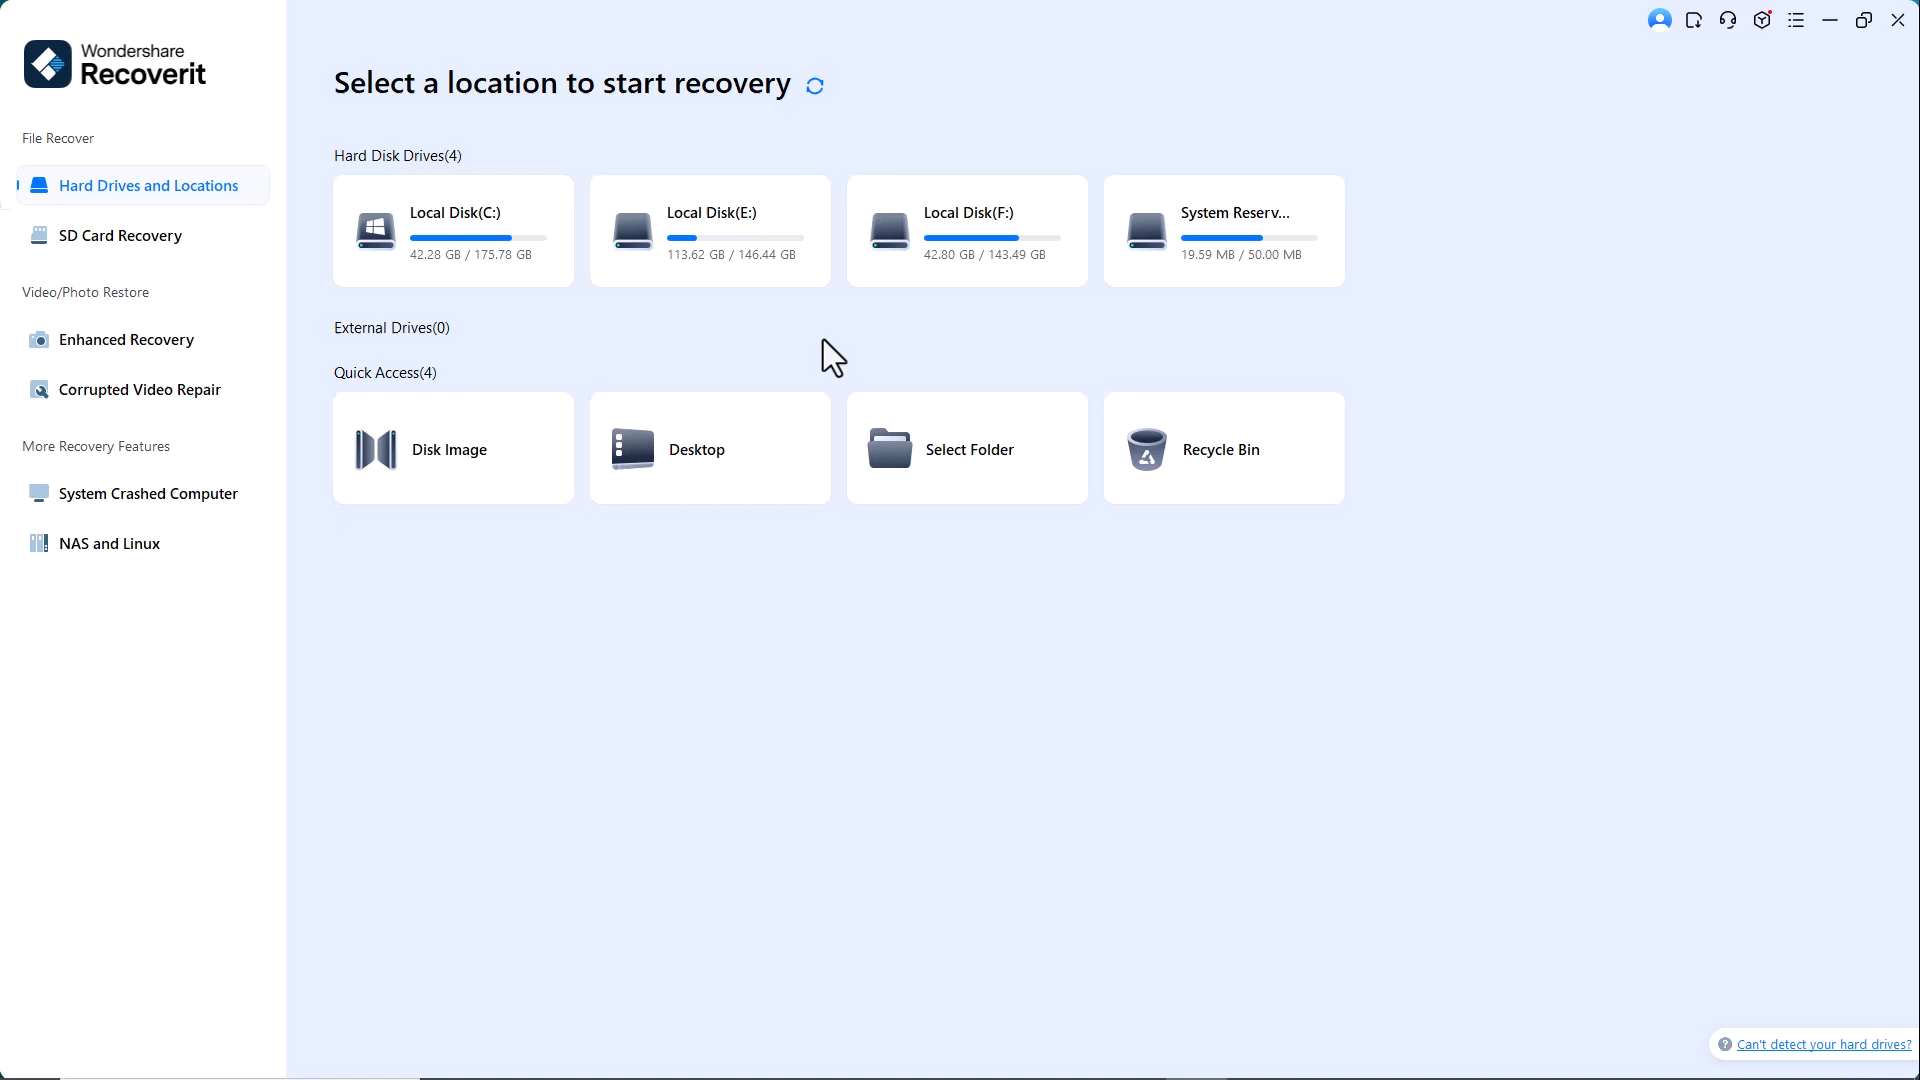 Wondershare
Recoverit
File Recover
Hard Drives and Locations
SD Card Recovery
Video/Photo Restore
Enhanced Recovery
Corrupted Video Repair
More Recovery Features
System Crashed Computer
NAS and Linux
Select a location to start recovery
Hard Disk Drives(4)
Local Disk(C:)
42.28 GB / 175.78 GB
Local Disk(E:)
113.62 GB / 146.44 GB
Local Disk(F:)
42.80 GB / 143.49 GB
System Reserv...
19.59 MB / 50.00 MB
External Drives(0)
Quick Access(4)
Disk Image
Desktop
Select Folder
Recycle Bin
Can't detect your hard drives?